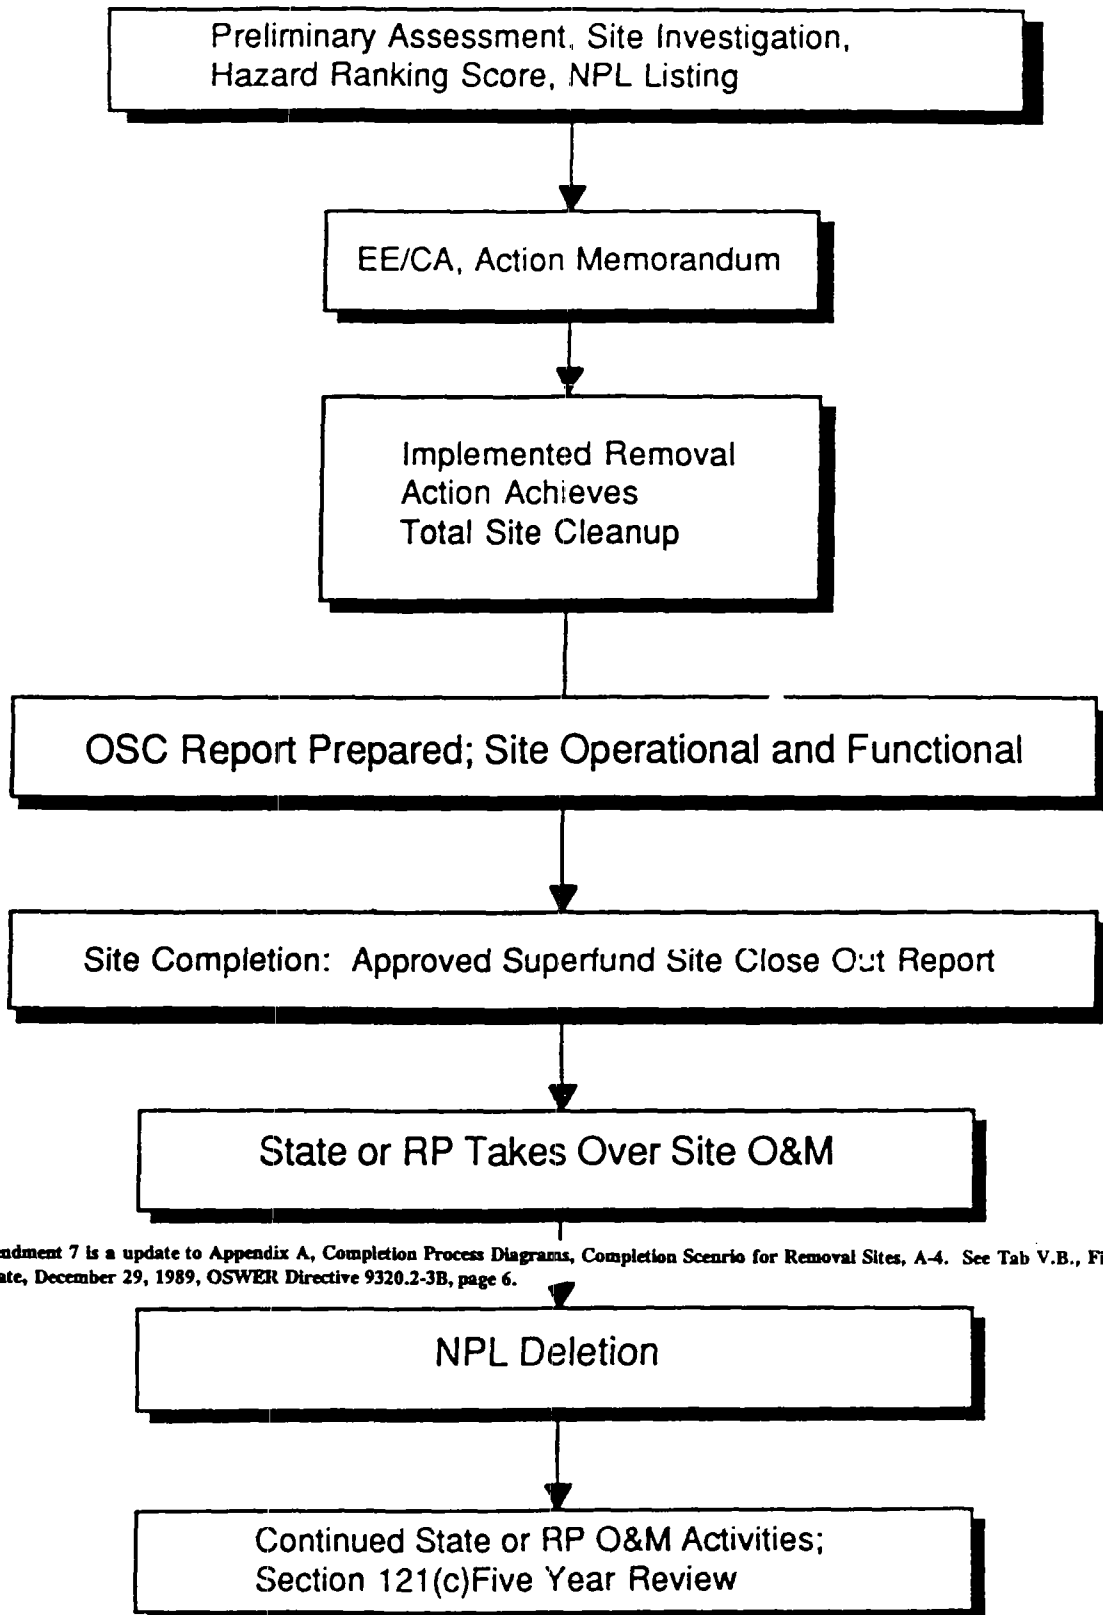 Preliminary Assessment, Site Investigation,
Hazard Ranking Score, NPL Listing
EE/CA, Action Memorandum
Implemented Removal
Action Achieves
Total Site Cleanup
OSC Report Prepared; Site Operational and Functional
Site Completion: Approved Superfund Site Close Out Report
State or RP Takes Over Site O&M
7 is a update to Appendix A, Completion Process Diagrams, Completion Scenrio for Removal Sites, A-4. See Tab V.B.,
December 29, 1989, OSWER Directive 9320.2-3B, page 6.
NPL Deletion
Continued State or RP O&M Activities;
Section 121(c)Five Year Review